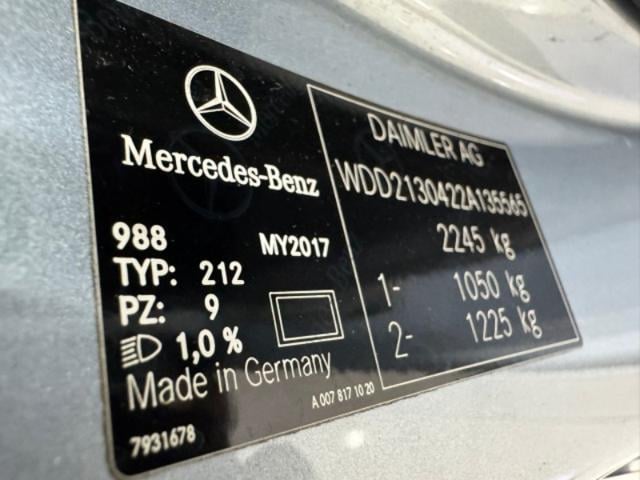 Mercedes-Benz
988 MY2017
TYP: 212
PZ: 9
1,0 %
Made in Germany
7931678
A 007 817 10 20
DAIMLER AG
WDD2130422A135565
2245 kg
1- 1050 kg
2- 1225 kg